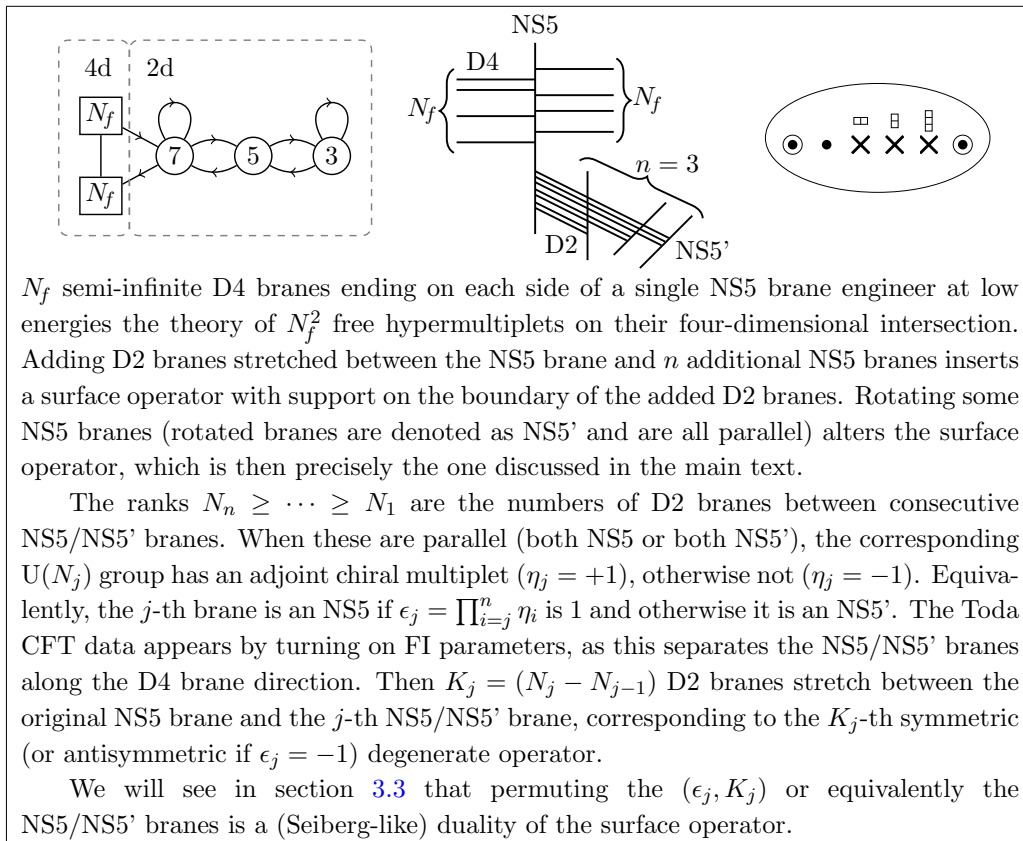 NS5
4d 2d
D4
N_f
N_f
N_f
7 5 3
N_f
n = 3
D2
NS5’
N_f semi-infinite D4 branes ending on each side of a single NS5 brane engineer at low
energies the theory of N_f^2 free hypermultiplets on their four-dimensional intersection.
Adding D2 branes stretched between the NS5 brane and n additional NS5 branes inserts
a surface operator with support on the boundary of the added D2 branes. Rotating some
NS5 branes (rotated branes are denoted as NS5’ and are all parallel) alters the surface
operator, which is then precisely the one discussed in the main text.
The ranks N_n ≥ ⋯ ≥ N_1 are the numbers of D2 branes between consecutive
NS5/NS5’ branes. When these are parallel (both NS5 or both NS5’), the corresponding
U(N_j) group has an adjoint chiral multiplet (η_j = +1), otherwise not (η_j = −1). Equiva-
lently, the j-th brane is an NS5 if ϵ_j = ∏_{i=j}^n η_i is 1 and otherwise it is an NS5’. The Toda
CFT data appears by turning on FI parameters, as this separates the NS5/NS5’ branes
along the D4 brane direction. Then K_j = (N_j − N_{j−1}) D2 branes stretch between the
original NS5 brane and the j-th NS5/NS5’ brane, corresponding to the K_j-th symmetric
(or antisymmetric if ϵ_j = −1) degenerate operator.
We will see in section 3.3 that permuting the (ϵ_j, K_j) or equivalently the
NS5/NS5’ branes is a (Seiberg-like) duality of the surface operator.